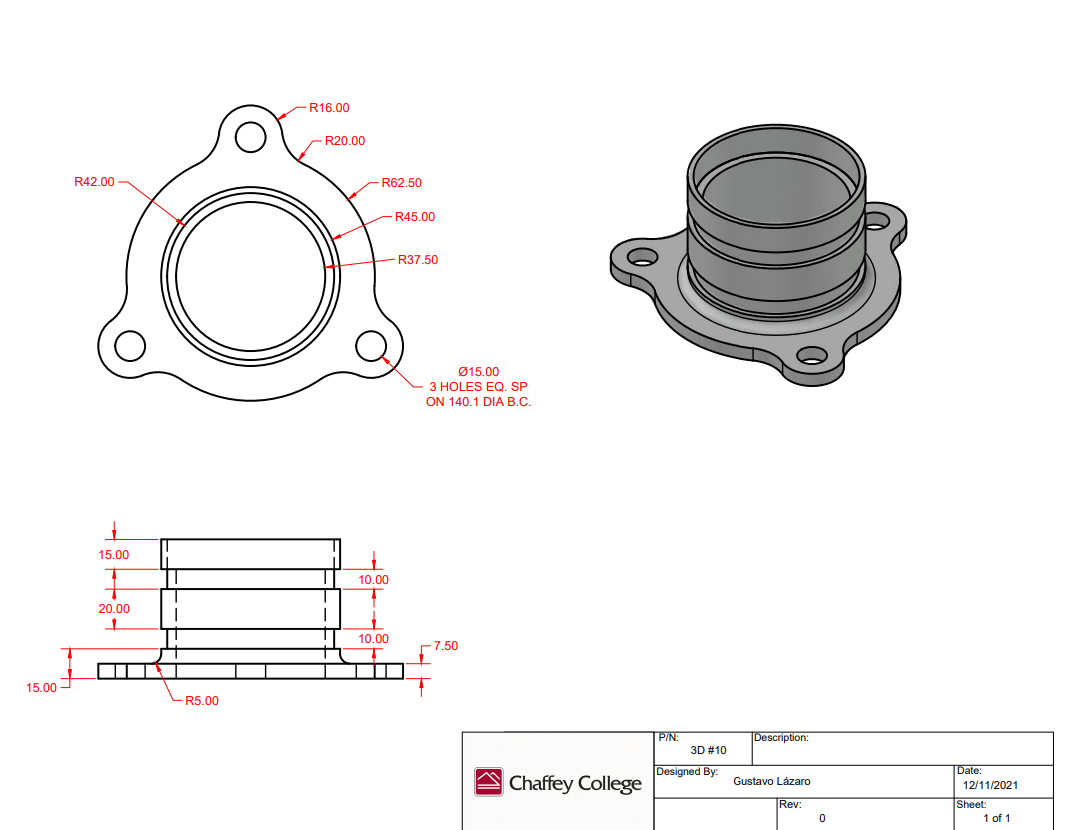 R16.00
R20.00
R42.00
R62.50
R45.00
R37.50
Ø15.00
3 HOLES EQ. SP
ON 140.1 DIA B.C.
15.00
10.00
20.00
10.00
7.50
15.00
R5.00
P/N:
3D #10
Description:
Chaffey College
Designed By:
Gustavo Lázaro
Date:
12/11/2021
Rev:
0
Sheet:
1 of 1